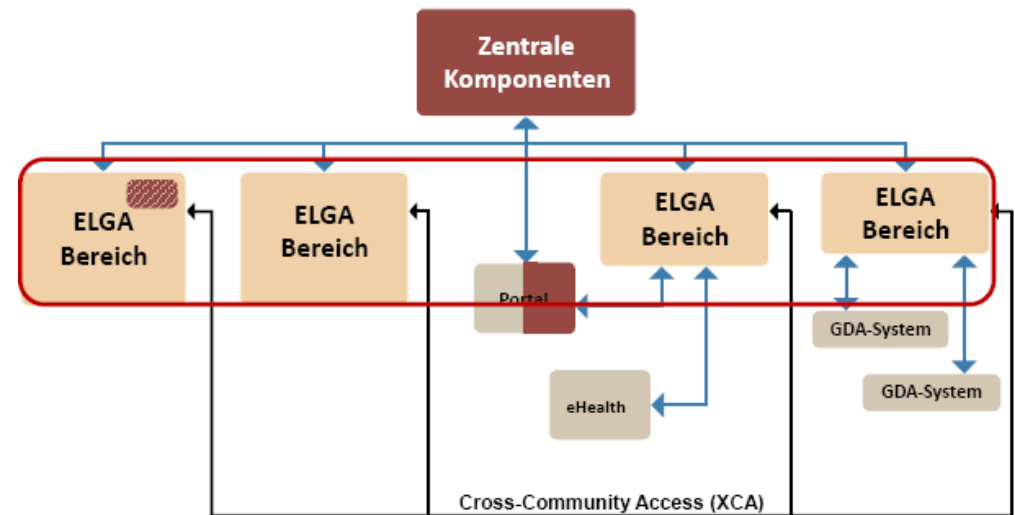 Zentrale
Komponenten
ELGA
Bereich
ELGA
Bereich
ELGA
Bereich
ELGA
Bereich
Portal
GDA-System
GDA-System
eHealth
Cross-Community Access (XCA)